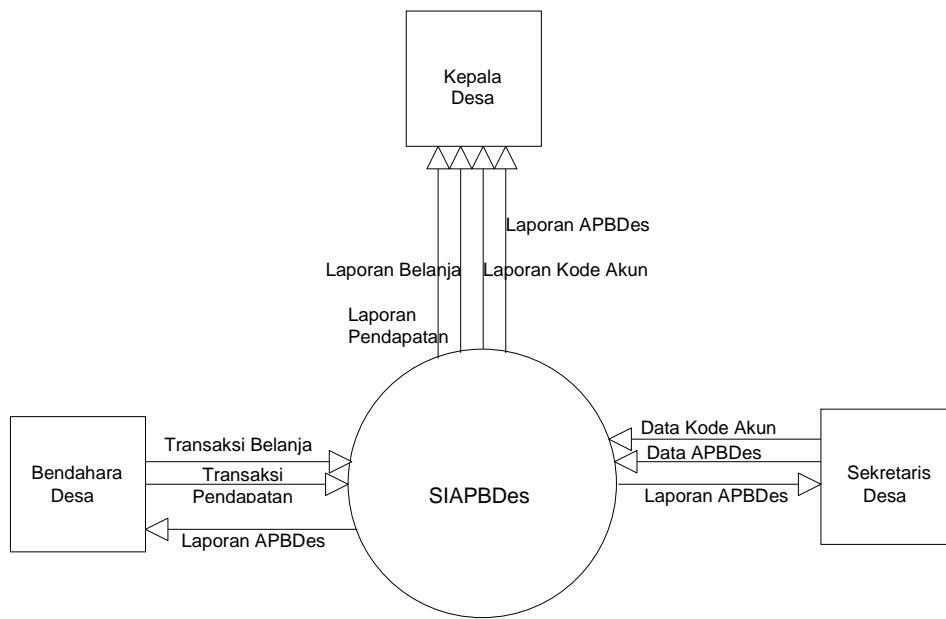 Kepala
Desa
Laporan APBDes
Laporan Belanja
Laporan Kode Akun
Laporan
Pendapatan
Bendahara
Desa
Transaksi Belanja
Transaksi
Pendapatan
Laporan APBDes
SIAPBDes
Data Kode Akun
Data APBDes
Laporan APBDes
Sekretaris
Desa